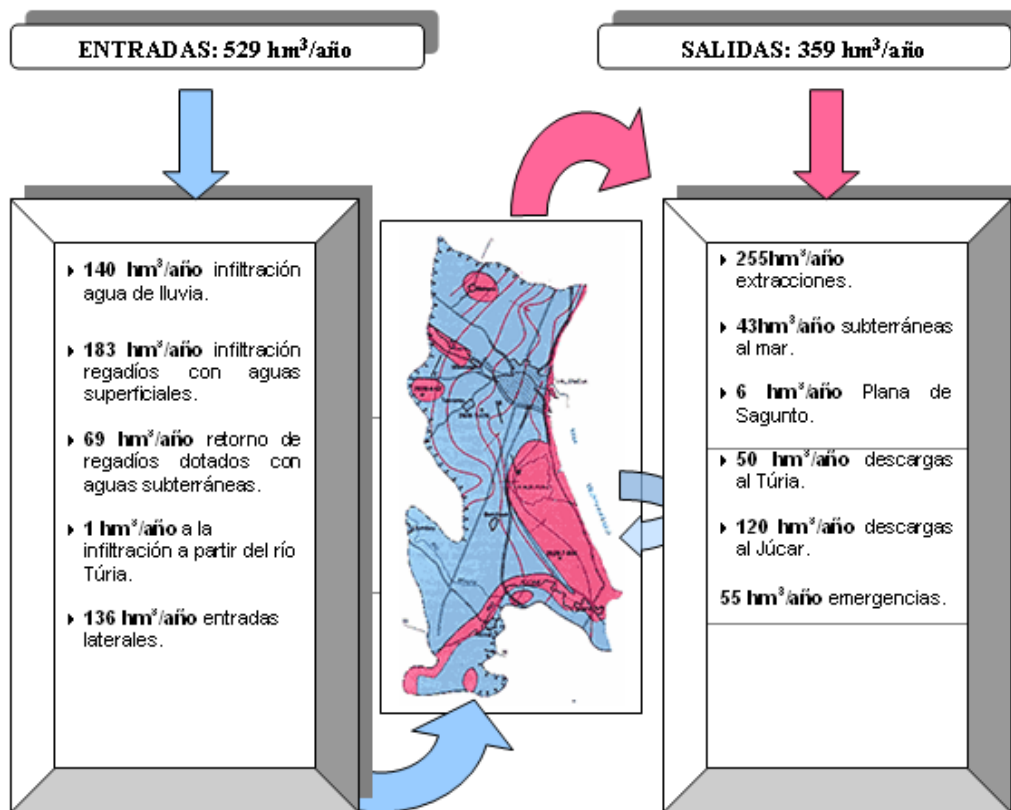 ENTRADAS: 529 hm³/año
SALIDAS: 359 hm³/año
140 hm³/año infiltración
agua de lluvia.
183 hm³/año infiltración
regadíos con aguas
superficiales.
69 hm³/año retorno de
regadíos dotados con
aguas subterráneas.
1 hm³/año a la
infiltración a partir del río
Túria.
136 hm³/año entradas
laterales.
VALENCIA
255hm³/año
extracciones.
43hm³/año subterráneas
al mar.
6 hm³/año Plana de
Sagunto.
50 hm³/año descargas
al Túria.
120 hm³/año descargas
al Júcar.
55 hm³/año emergencias.